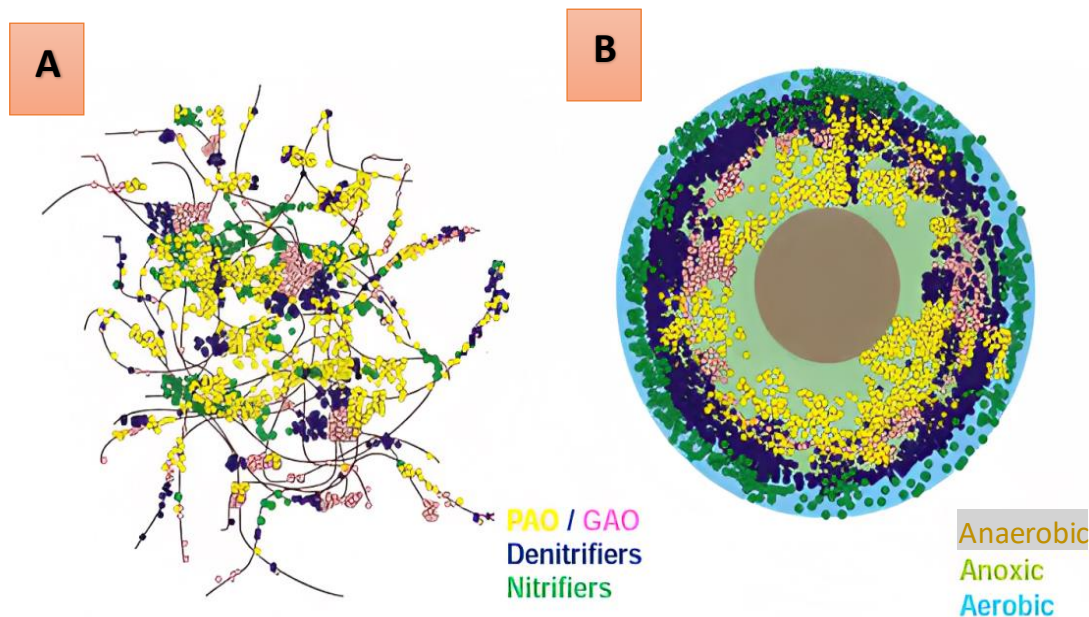 A
B
PAO / GAO
Denitrifiers
Nitrifiers
Anaerobic
Anoxic
Aerobic